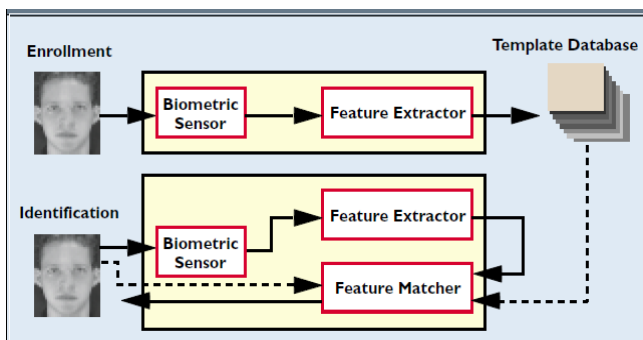 Enrollment
Template Database
Biometric
Sensor
Feature Extractor
Identification
Biometric
Sensor
Feature Extractor
Feature Matcher